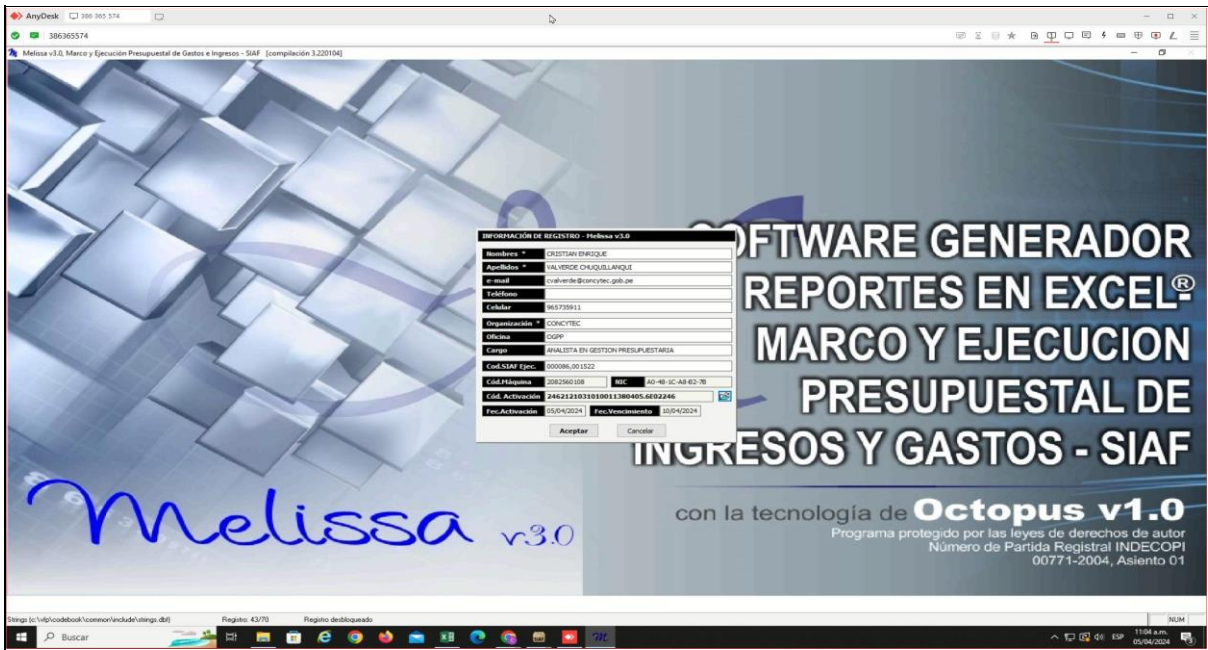 AnyDesk 386 365 574
386365574
Melissa v3.0, Marco y Ejecución Presupuestal de Gastos e Ingresos - SIAF [compilación 3.220104]
INFORMACIÓN DE REGISTRO - Melissa v3.0
Nombres * CRISTIAN ENRIQUE
Apellidos * VALVERDE CHUQUILLANQUI
e-mail cvalverde@concytec.gob.pe
Teléfono
Celular 965735911
Organización * CONCYTEC
Oficina OGPP
Cargo ANALISTA EN GESTION PRESUPUESTARIA
Cod.SIAF Ejec. 000086,001522
Cód.Máquina 2082560108 NIC A0-48-1C-A8-B2-7B
Cód. Activación 2462121031010011380405.6E02246
Fec.Activación 05/04/2024 Fec.Vencimiento 10/04/2024
Aceptar Cancelar
SOFTWARE GENERADOR
REPORTES EN EXCEL®
MARCO Y EJECUCION
PRESUPUESTAL DE
INGRESOS Y GASTOS - SIAF
Melissa v3.0
con la tecnología de Octopus v1.0
Programa protegido por las leyes de derechos de autor
Número de Partida Registral INDECOPI
00771-2004, Asiento 01
Strings (c:\vfp\codebook\common\include\strings.dbf) Registro: 43/78 Registro desbloqueado NUM
Buscar ESP 11:04 a.m.
05/04/2024